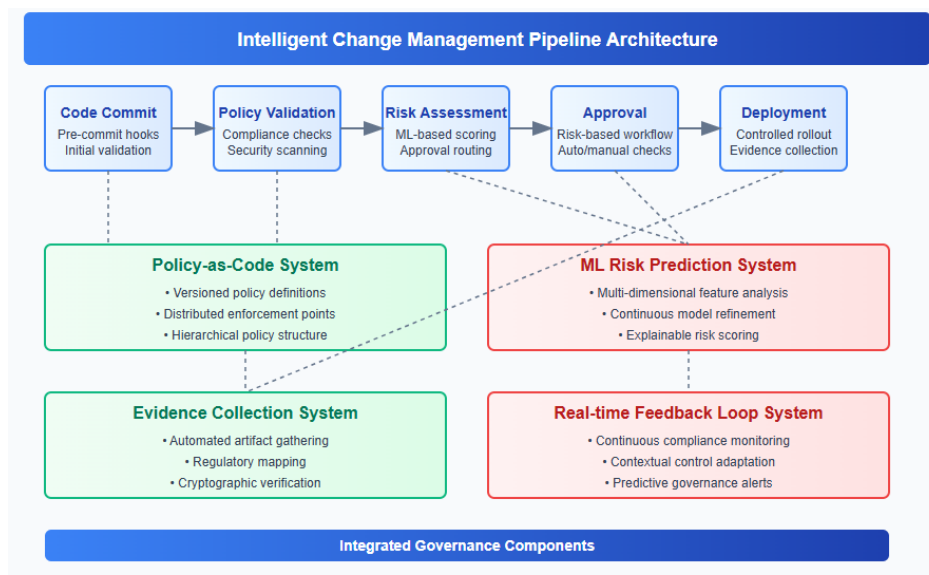 Intelligent Change Management Pipeline Architecture
Code Commit
Pre-commit hooks
Initial validation
Policy Validation
Compliance checks
Security scanning
Risk Assessment
ML-based scoring
Approval routing
Approval
Risk-based workflow
Auto/manual checks
Deployment
Controlled rollout
Evidence collection
Policy-as-Code System
• Versioned policy definitions
• Distributed enforcement points
• Hierarchical policy structure
ML Risk Prediction System
• Multi-dimensional feature analysis
• Continuous model refinement
• Explainable risk scoring
Evidence Collection System
• Automated artifact gathering
• Regulatory mapping
• Cryptographic verification
Real-time Feedback Loop System
• Continuous compliance monitoring
• Contextual control adaptation
• Predictive governance alerts
Integrated Governance Components